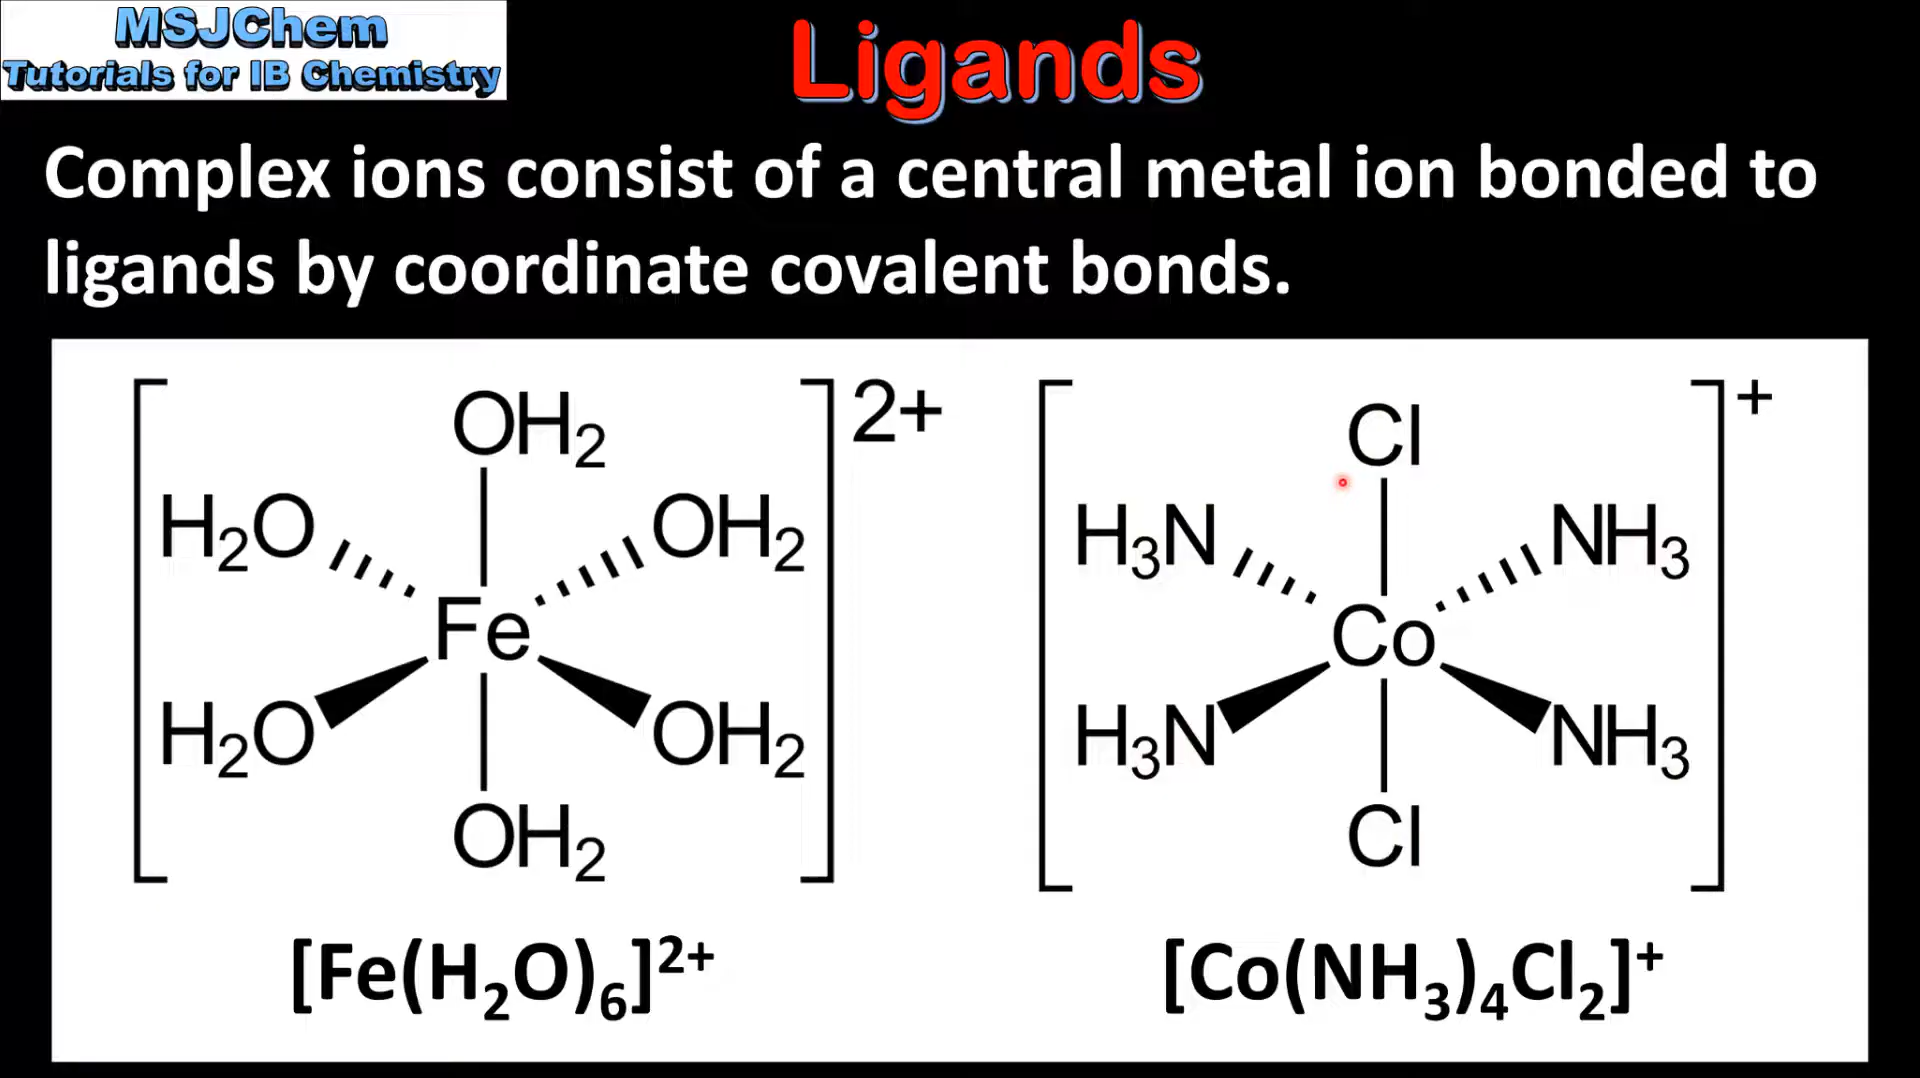 MSJChem
Tutorials for IB Chemistry
Ligands
Complex ions consist of a central metal ion bonded to
ligands by coordinate covalent bonds.
OH₂
2+
H₂O
OH₂
Fe
H₂O
OH₂
OH₂
[Fe(H₂O)₆]²⁺
Cl
+
H₃N
NH₃
Co
H₃N
NH₃
Cl
[Co(NH₃)₄Cl₂]⁺